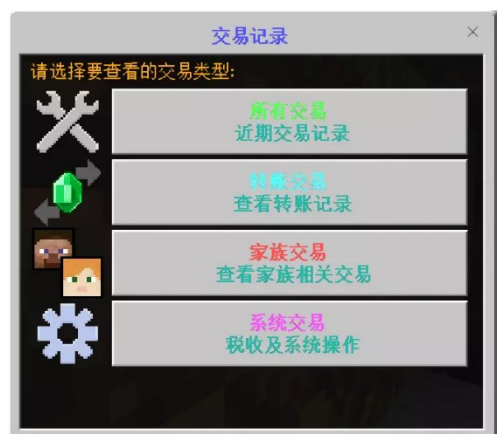 交易记录
请选择要查看的交易类型:
所有交易
近期交易记录
转账交易
查看转账记录
家族交易
查看家族相关交易
系统交易
税收及系统操作